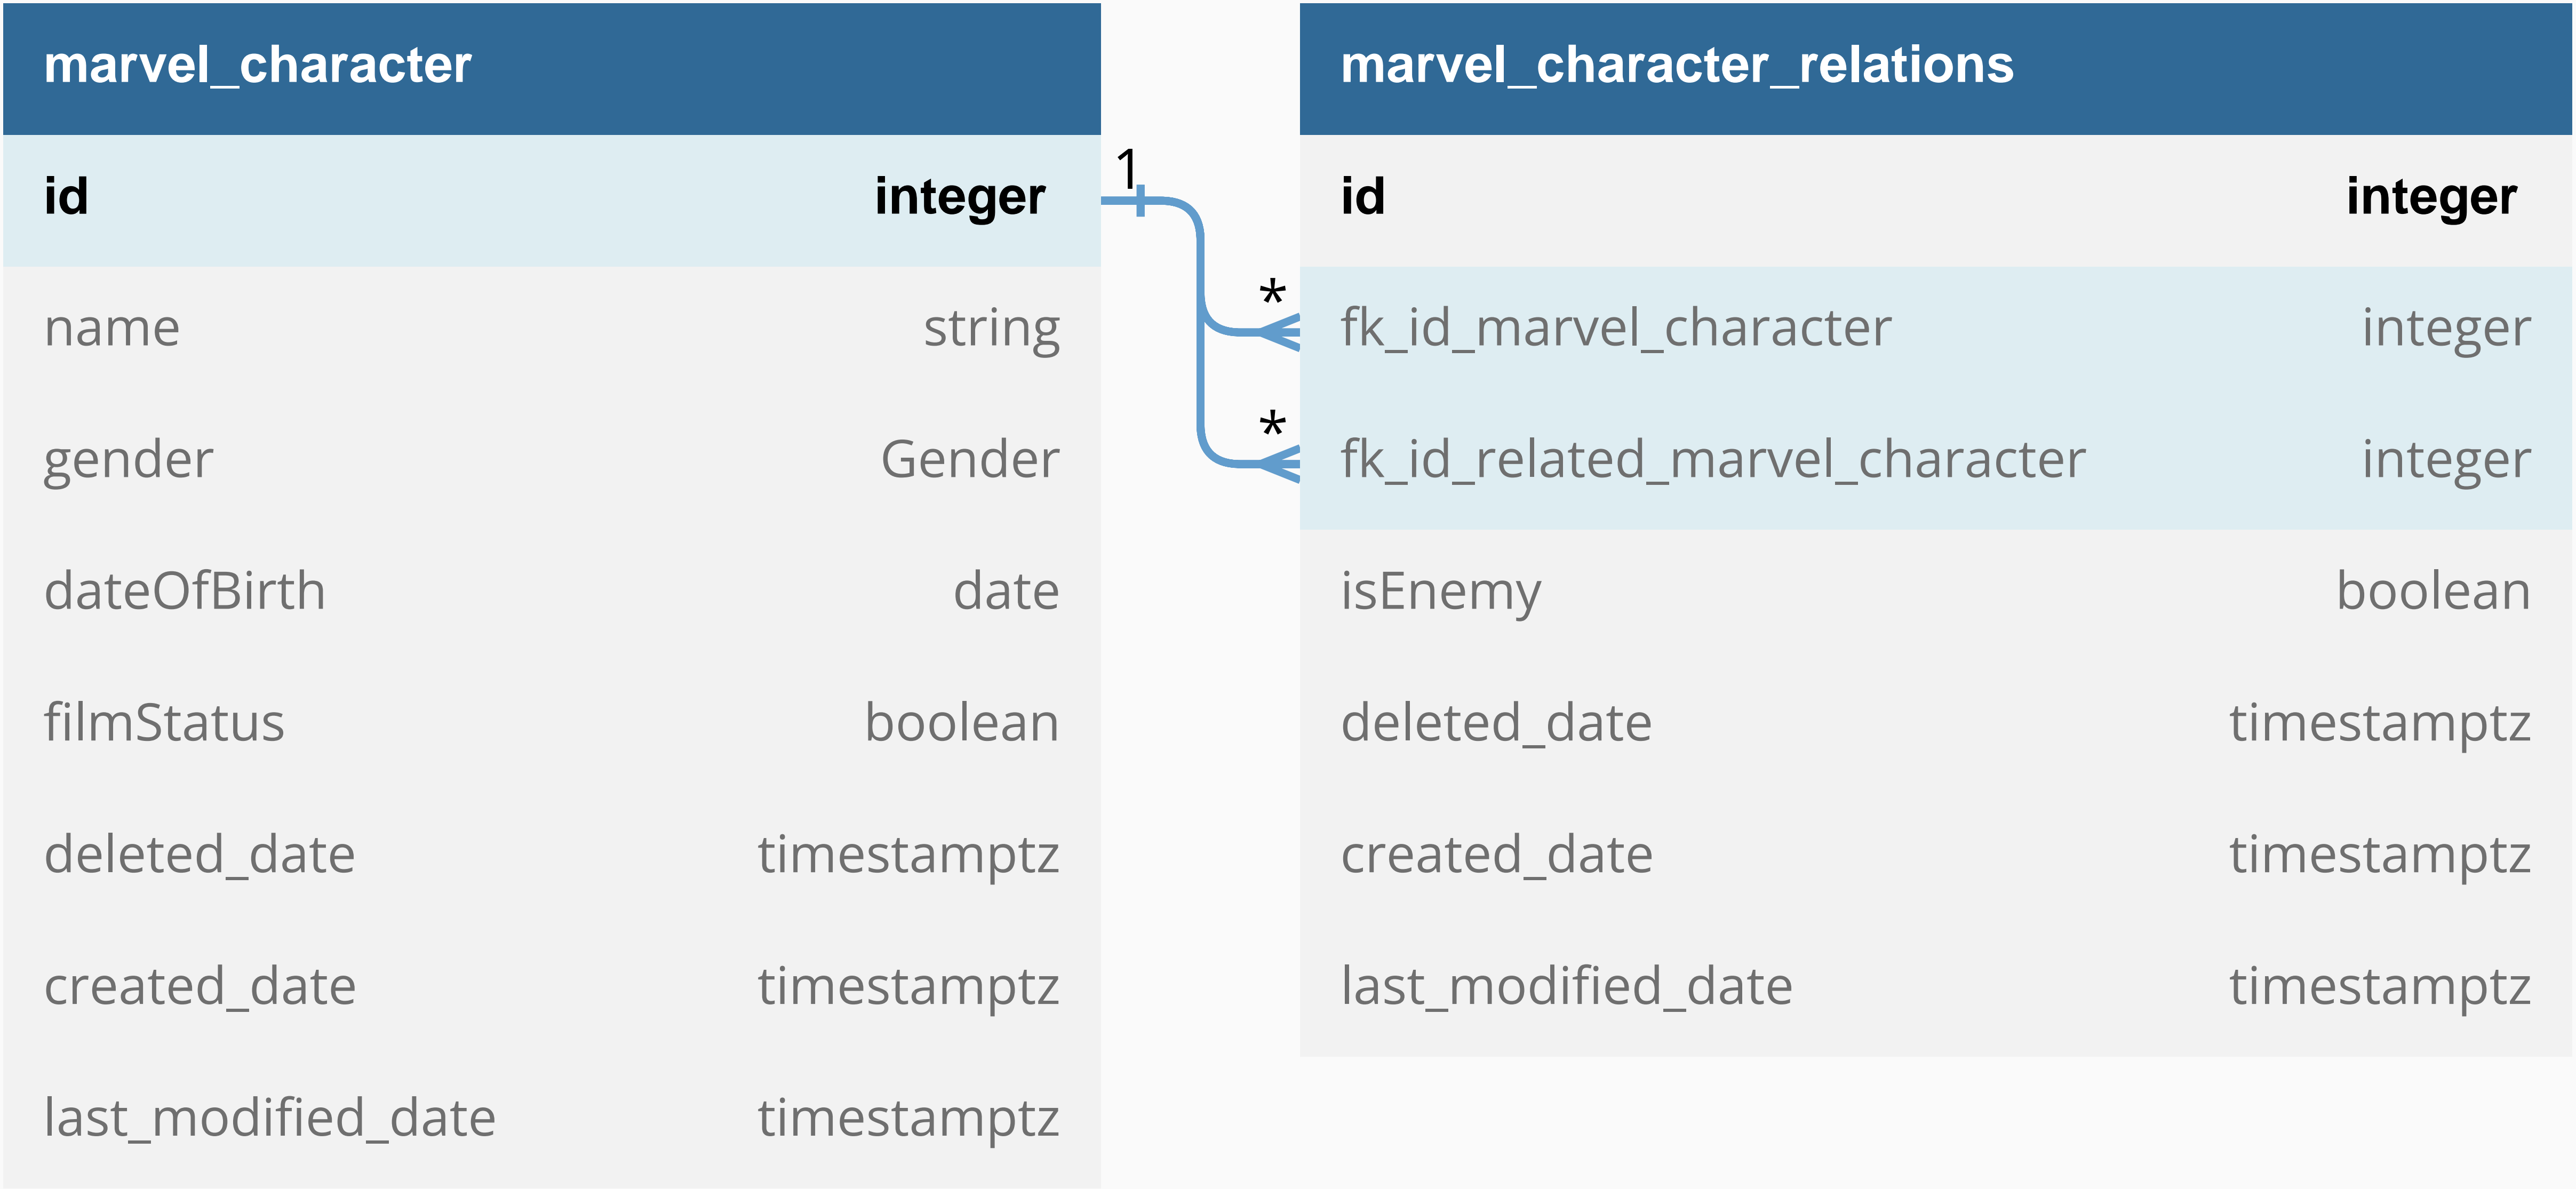 marvel_character
id integer
name string
gender Gender
dateOfBirth date
filmStatus boolean
deleted_date timestamptz
created_date timestamptz
last_modified_date timestamptz
1
*
*
marvel_character_relations
id integer
fk_id_marvel_character integer
fk_id_related_marvel_character integer
isEnemy boolean
deleted_date timestamptz
created_date timestamptz
last_modified_date timestamptz